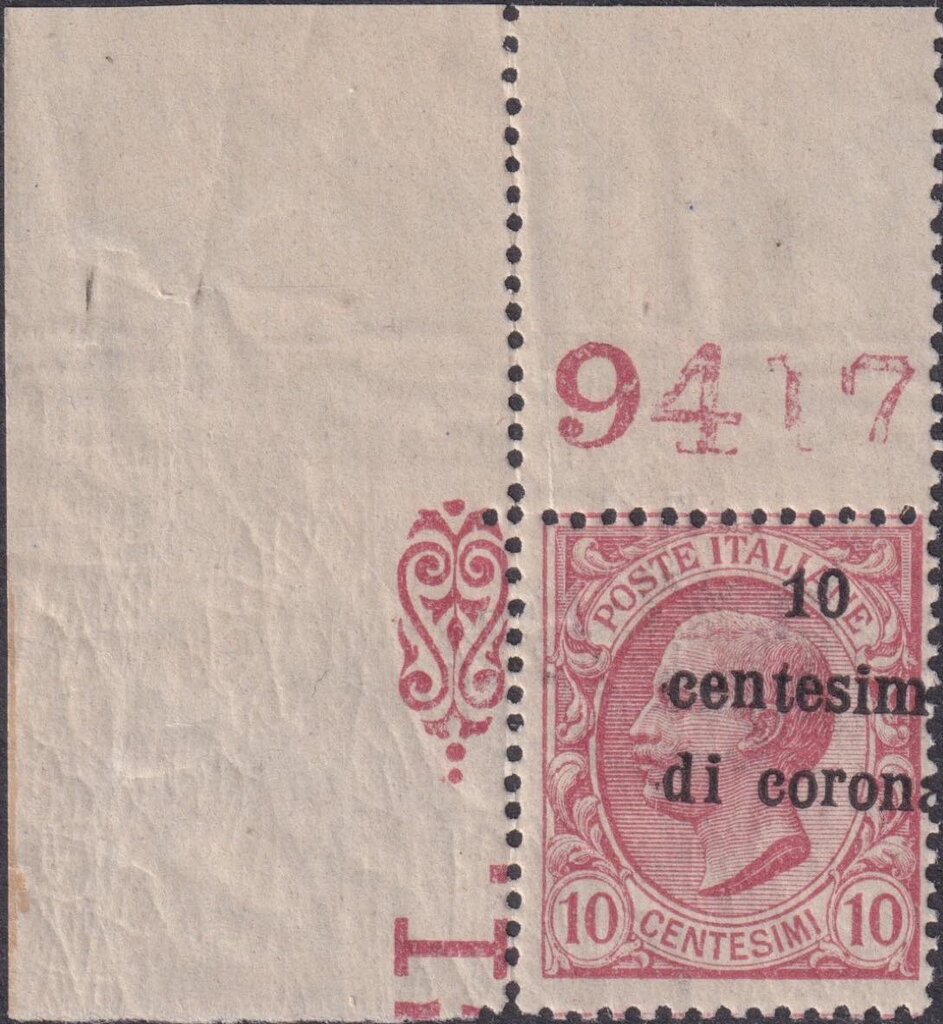 9417
POSTE ITALIANE
10
centesim
di corona
10 CENTESIMI 10